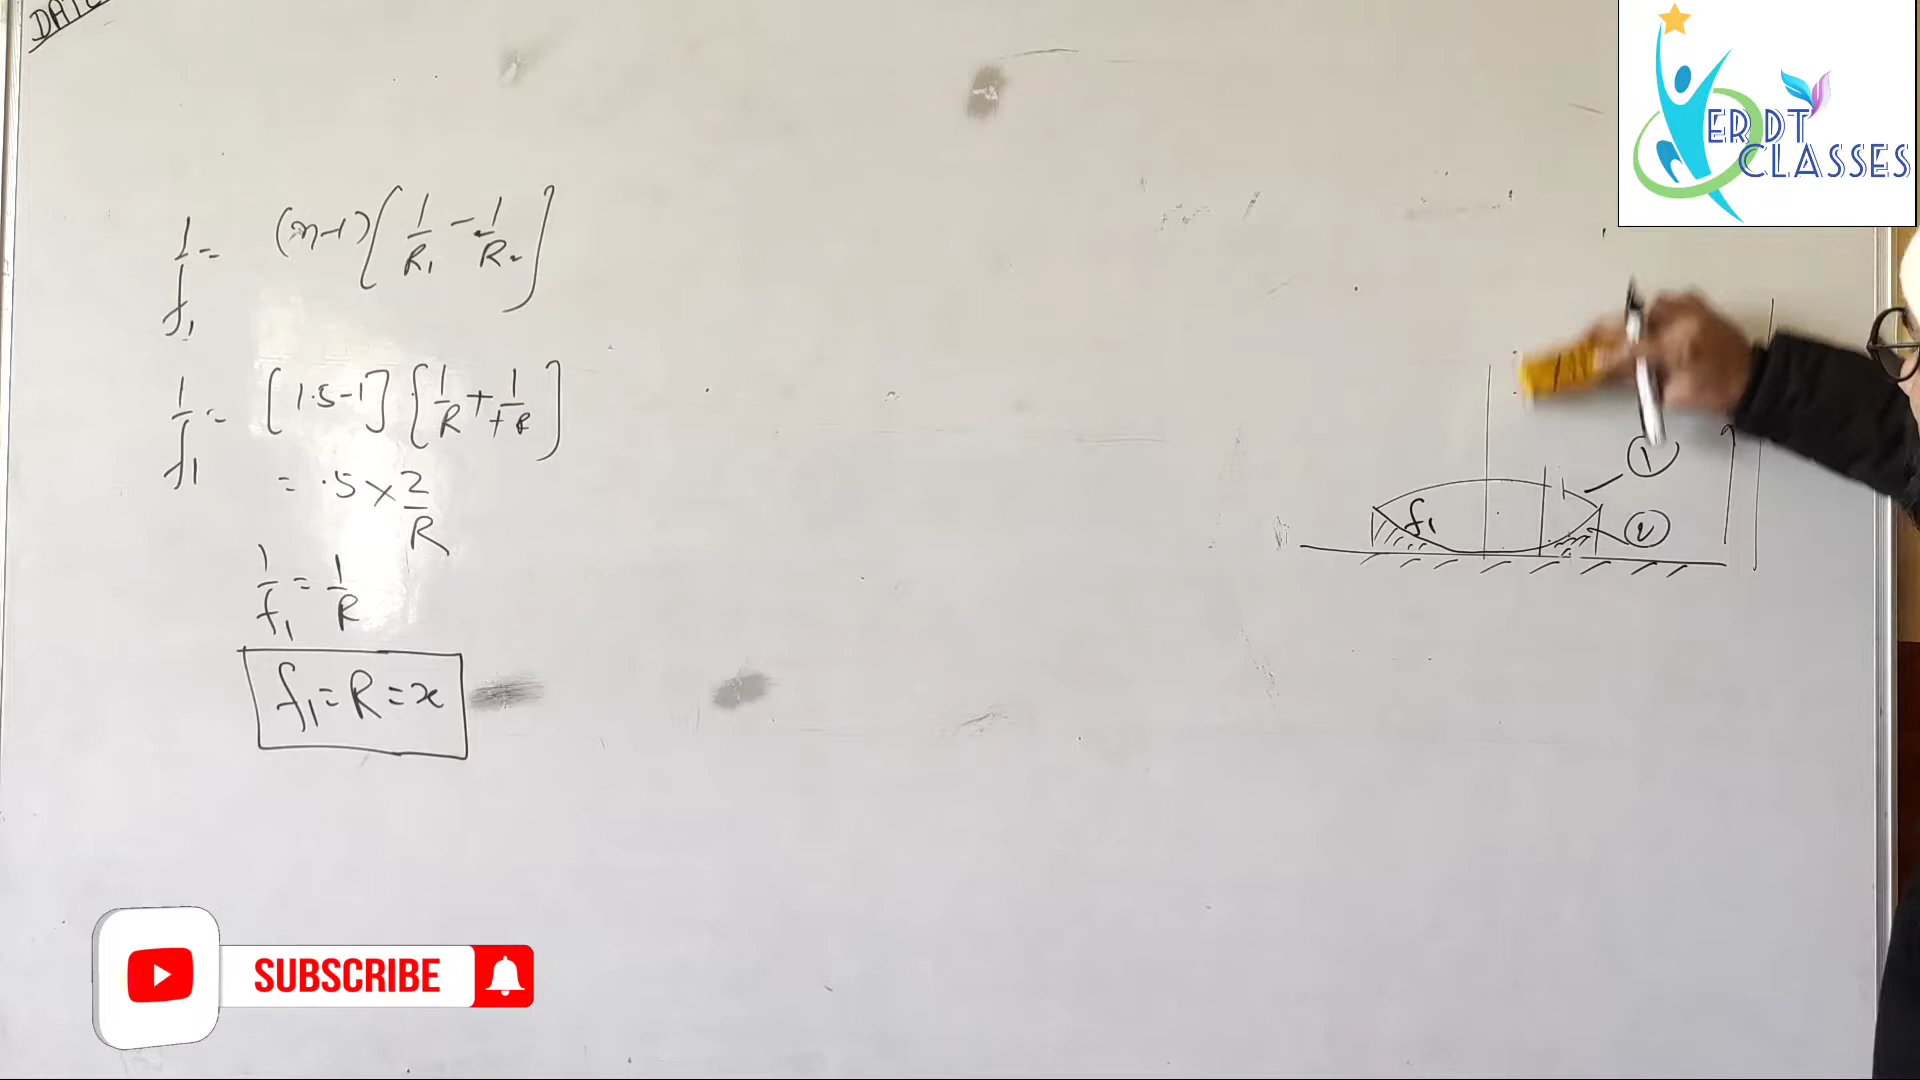 DATE
1/f₁ = (n-1) [1/R₁ - 1/R₂]
1/f₁ = [1.5-1] [1/R + 1/+R]
= .5 × 2/R
1/f₁ = 1/R
f₁ = R = x
f₁
1
2
ERDT
CLASSES
SUBSCRIBE